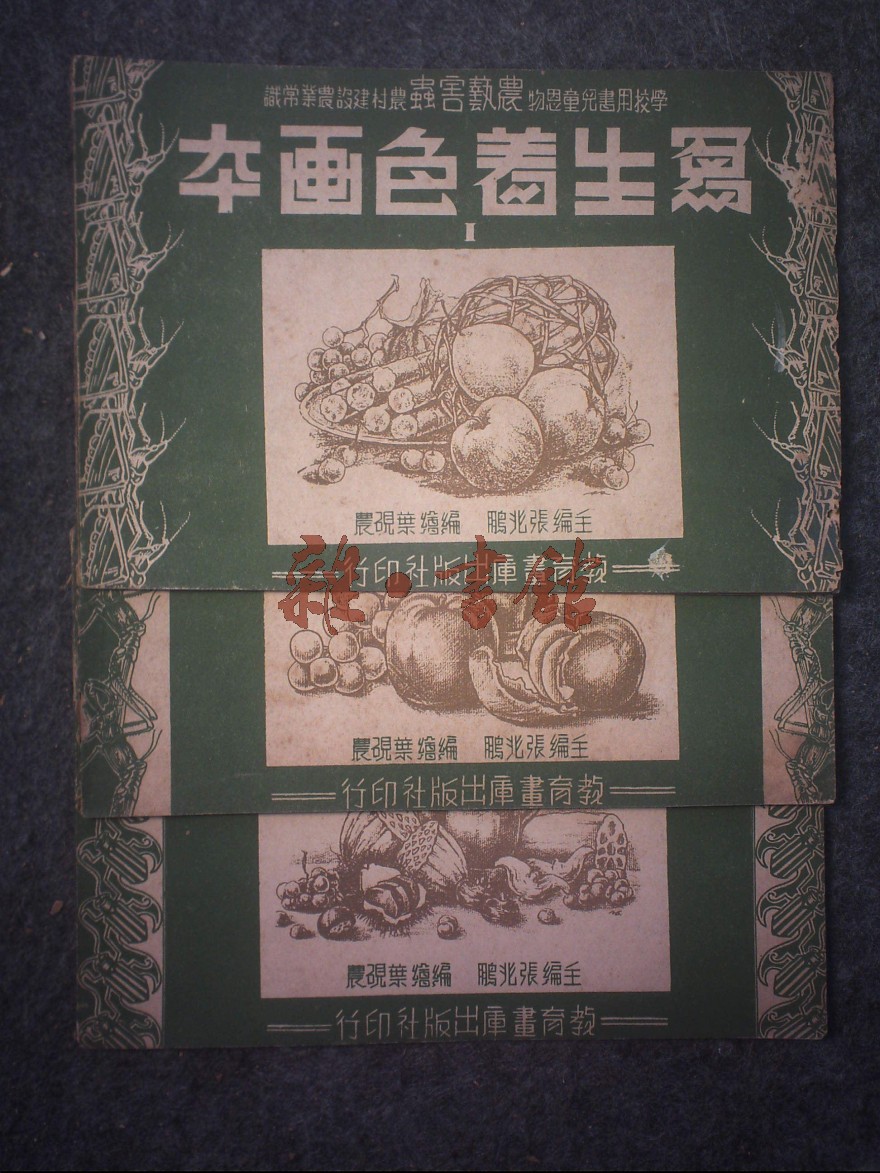 學校用書兒童恩物 農藝害蟲 農村建設農業常識
寫生着色画本
I
主編張兆鵬 編繪葉硯農
教育畫庫出版社印行
雜·書館
主編張兆鵬 編繪葉硯農
教育畫庫出版社印行
主編張兆鵬 編繪葉硯農
教育畫庫出版社印行